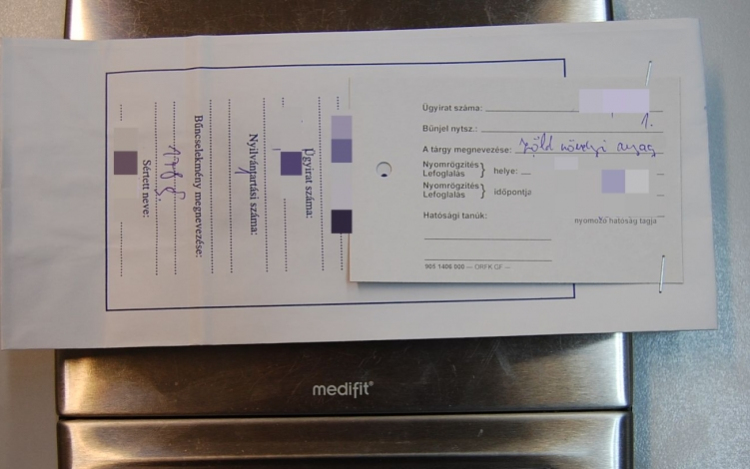 Ügyirat száma:
1.
Bűnjel nytsz.:
A tárgy megnevezése: zöld növényi anyag
Nyomrögzítés
Lefoglalás } helye:
Nyomrögzítés
Lefoglalás } időpontja
Hatósági tanúk:
nyomozó hatóság tagja
905 1406 000 — ORFK GF —
Ügyirat száma:
Nyilvántartási száma:
Bűncselekmény megnevezése:
Sértett neve:
medifit®